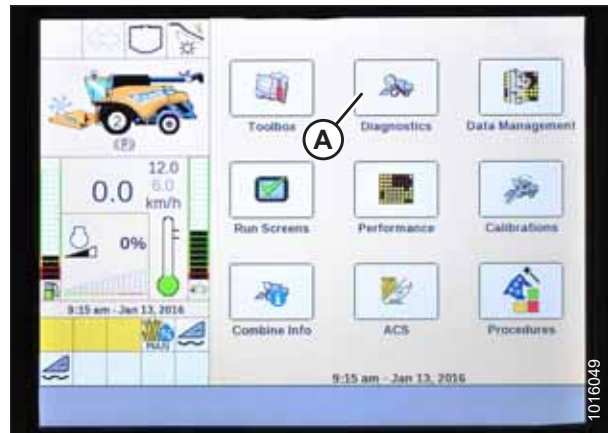 Toolbox
Diagnostics
Data Management
A
2
(P)
12.0
0.0
6.0
km/h
0%
Run Screens
Performance
Calibrations
9:15 am - Jan 13, 2016
MAN
Combine Info
ACS
Procedures
9:15 am - Jan 13, 2016
1016049